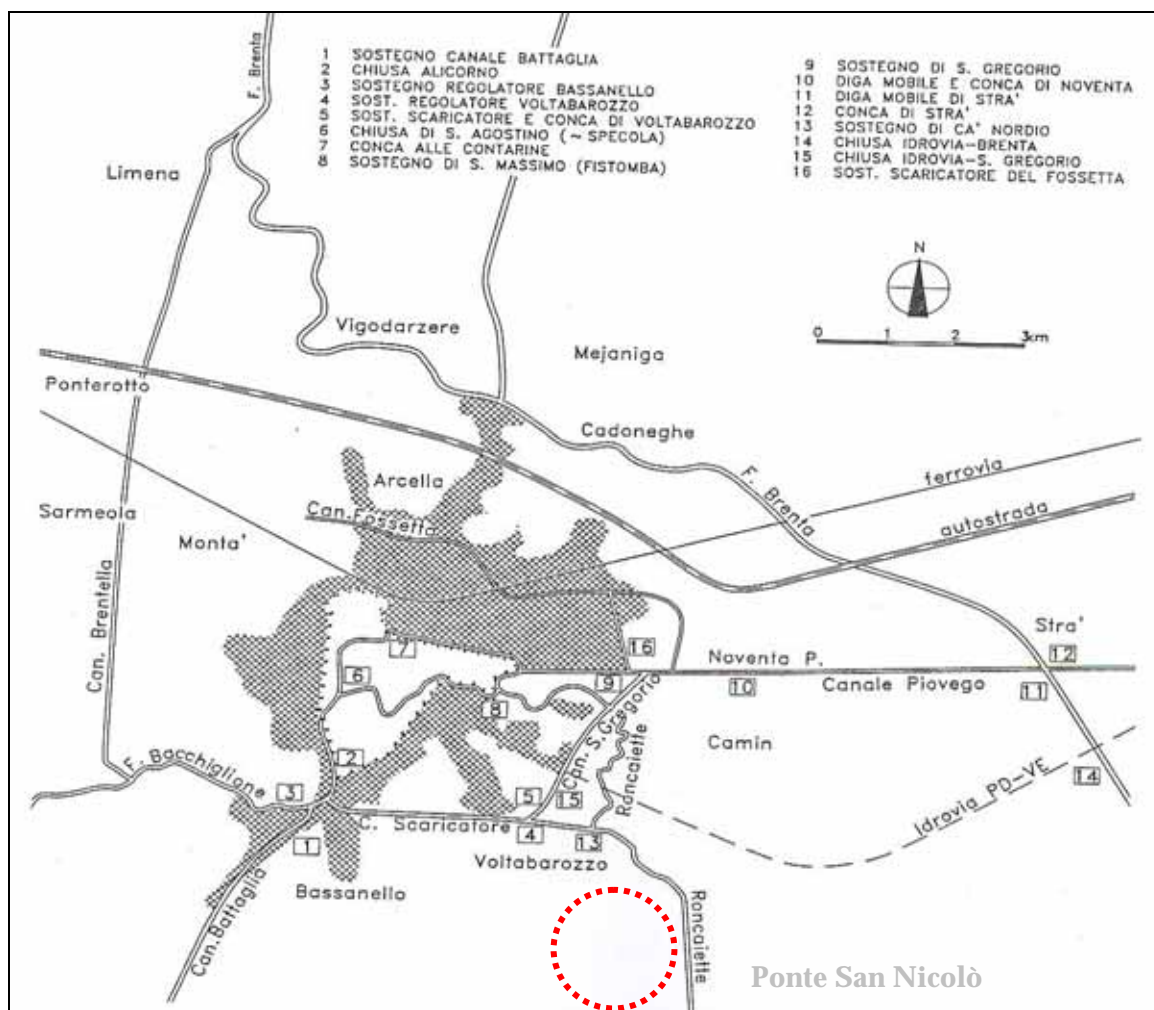 F. Brenta
1 SOSTEGNO CANALE BATTAGLIA
2 CHIUSA ALICORNO
3 SOSTEGNO REGOLATORE BASSANELLO
4 SOST. REGOLATORE VOLTABAROZZO
5 SOST. SCARICATORE E CONCA DI VOLTABAROZZO
6 CHIUSA DI S. AGOSTINO (~ SPECOLA)
7 CONCA ALLE CONTARINE
8 SOSTEGNO DI S. MASSIMO (FISTOMBA)
9 SOSTEGNO DI S. GREGORIO
10 DIGA MOBILE E CONCA DI NOVENTA
11 DIGA MOBILE DI STRA'
12 CONCA DI STRA'
13 SOSTEGNO DI CA' NORDIO
14 CHIUSA IDROVIA-BRENTA
15 CHIUSA IDROVIA-S. GREGORIO
16 SOST. SCARICATORE DEL FOSSETTA
Limena
N
0 1 2 3km
Vigodarzere
Mejaniga
Ponterotto
Cadoneghe
F. Brenta
ferrovia
autostrada
Arcella
Can. Fossetta
Sarmeola
Monta'
Can. Brentella
Stra'
7
16
Noventa P.
12
6
9
10
Canale Piovego
11
8
Can. S. Gregorio
Roncaiette
Camin
2
F. Bacchiglione
14
3
5
15
Idrovia PD-VE
C. Scaricatore
4
13
1
Voltabarozzo
Bassanello
Can. Battaglia
Roncaiette
Ponte San Nicolò